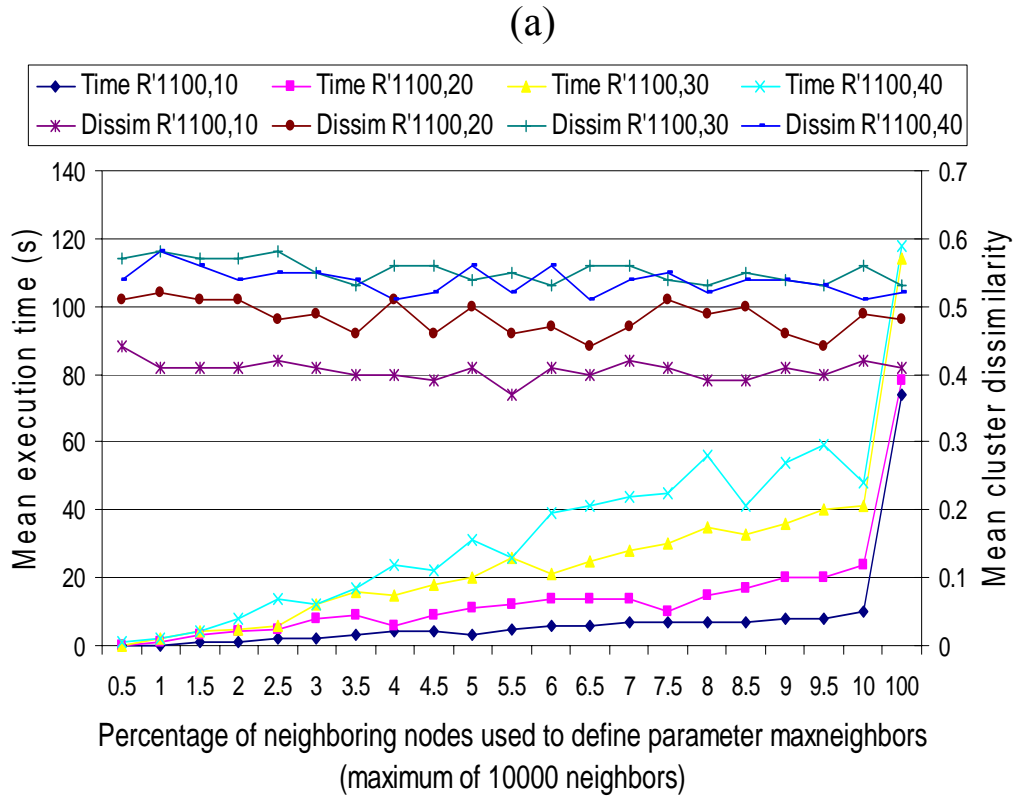 (a)
Time R'1100,10 Time R'1100,20 Time R'1100,30 Time R'1100,40
Dissim R'1100,10 Dissim R'1100,20 Dissim R'1100,30 Dissim R'1100,40
140 0.7
120 0.6
100 0.5
80 0.4
60 0.3
40 0.2
20 0.1
0 0
Mean execution time (s)
Mean cluster dissimilarity
0.5 1 1.5 2 2.5 3 3.5 4 4.5 5 5.5 6 6.5 7 7.5 8 8.5 9 9.5 10 100
Percentage of neighboring nodes used to define parameter maxneighbors
(maximum of 10000 neighbors)